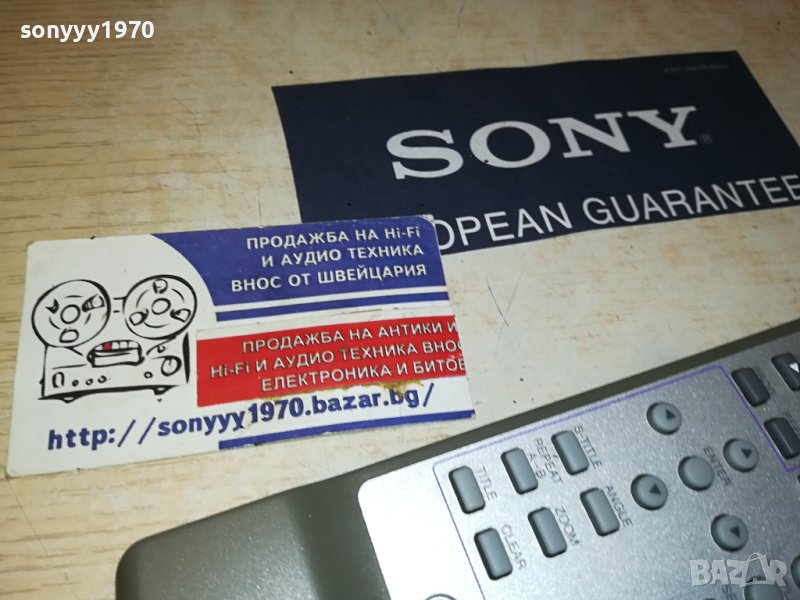 sonyyy1970
SONY
OPEAN GUARANTEE
ПРОДАЖБА НА Hi-Fi
И АУДИО ТЕХНИКА
ВНОС ОТ ШВЕЙЦАРИЯ
ПРОДАЖБА НА АНТИКИ И
Hi-Fi И АУДИО ТЕХНИКА ВНОС
ЕЛЕКТРОНИКА И БИТОВ
http://sonyyy1970.bazar.bg/
TITLE
REPEAT
A-B
S-TITLE
CLEAR
ZOOM
ANGLE
ENTER
BAZAR